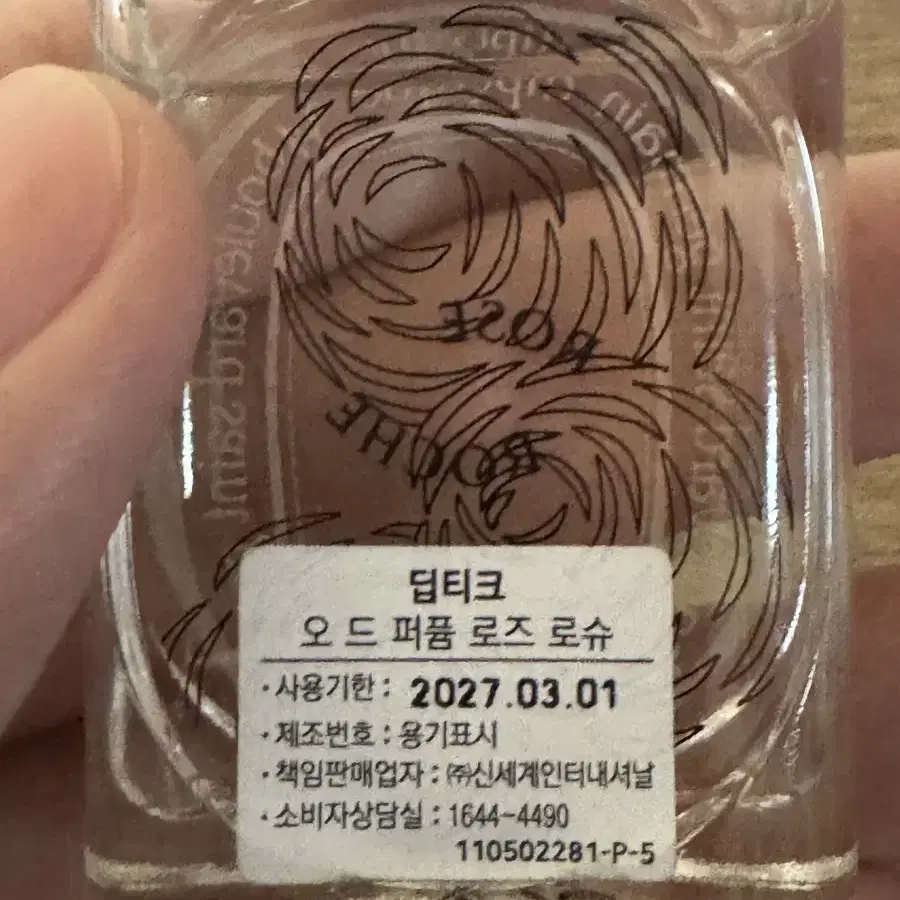 ROSE
ROCHE
딥티크
오 드 퍼퓸 로즈 로슈
·사용기한 : 2027.03.01
·제조번호 : 용기표시
·책임판매업자 : ㈜신세계인터내셔날
·소비자상담실 : 1644-4490
110502281-P-5